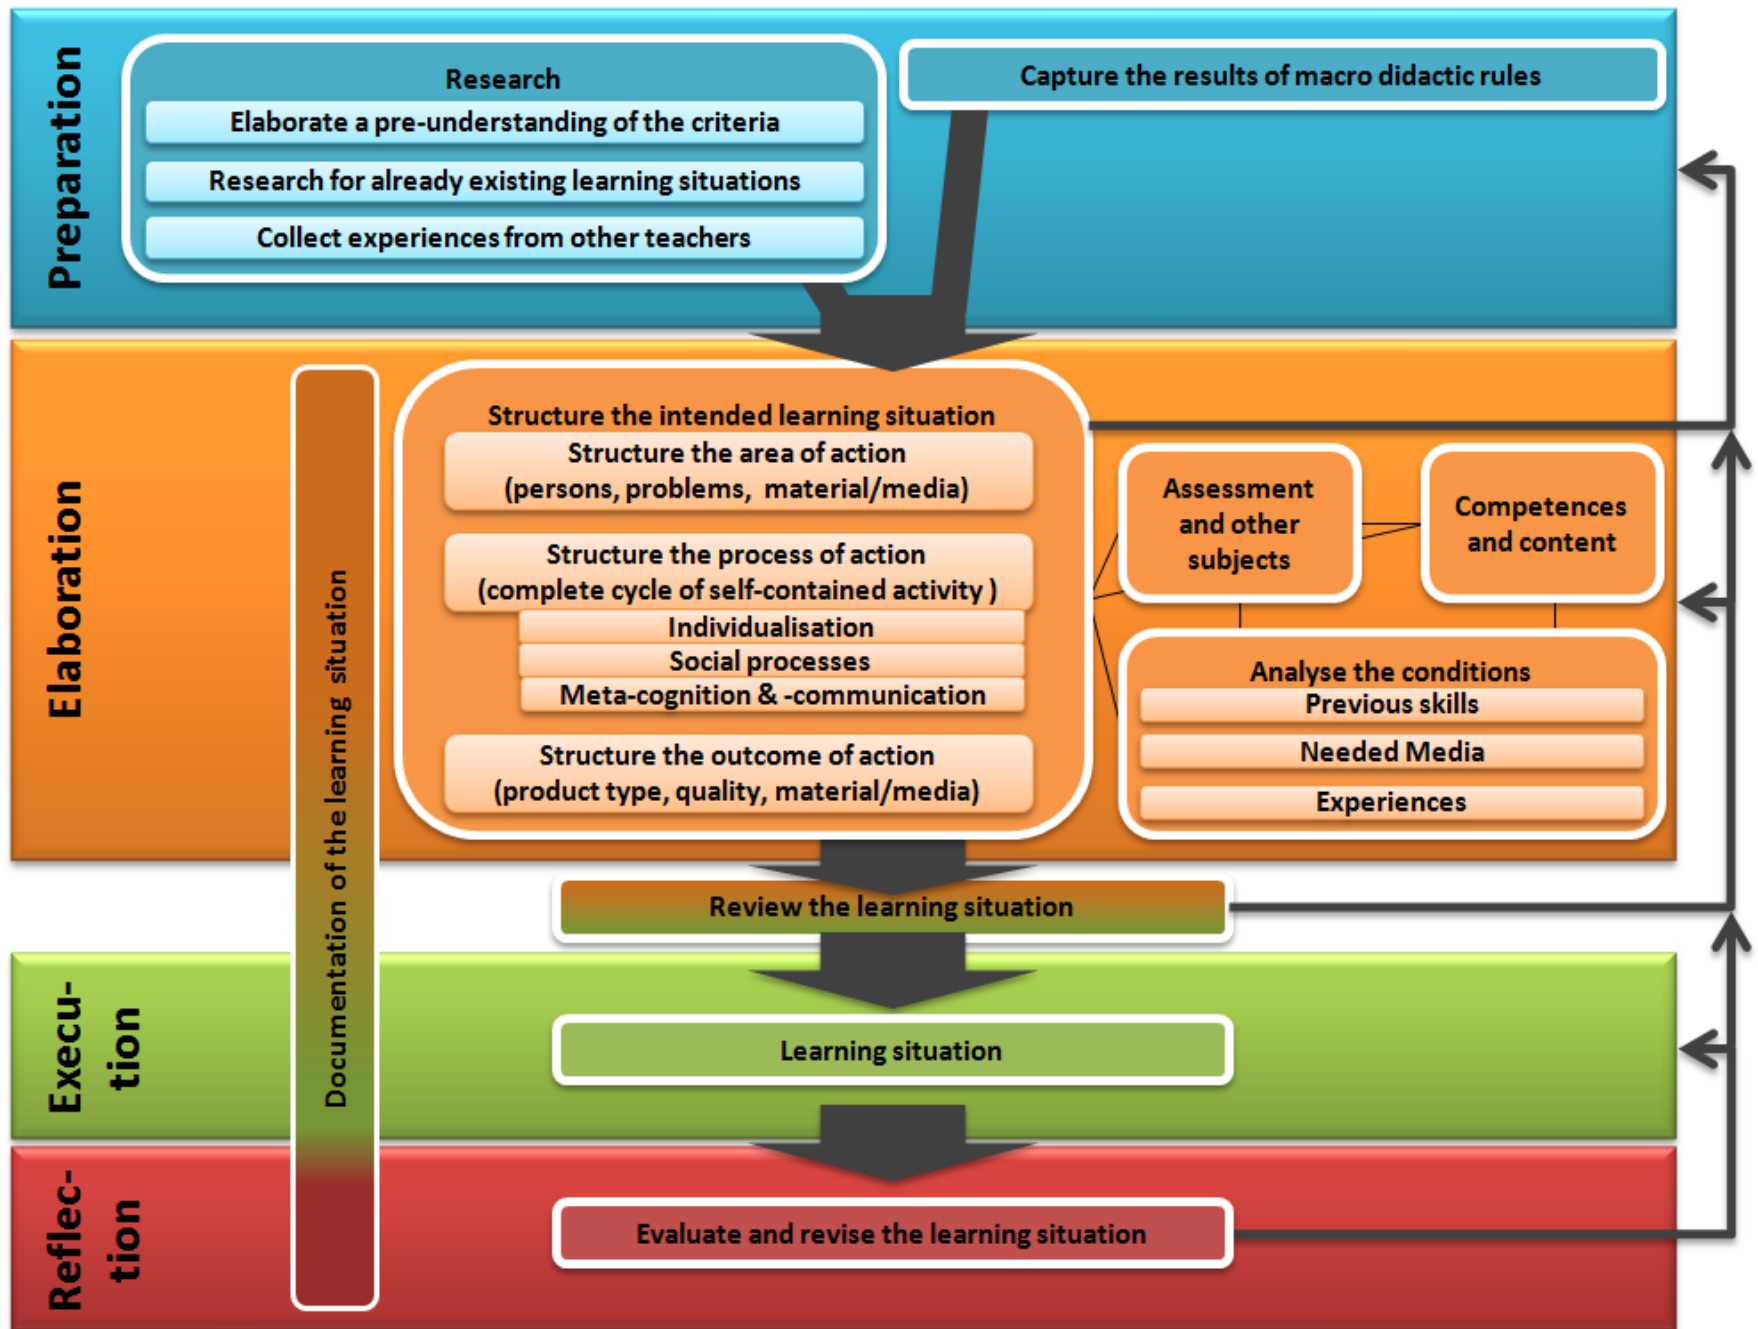 Preparation
Research
Elaborate a pre-understanding of the criteria
Research for already existing learning situations
Collect experiences from other teachers
Capture the results of macro didactic rules
Elaboration
Documentation of the learning situation
Structure the intended learning situation
Structure the area of action
(persons, problems, material/media)
Structure the process of action
(complete cycle of self-contained activity )
Individualisation
Social processes
Meta-cognition & -communication
Structure the outcome of action
(product type, quality, material/media)
Assessment
and other
subjects
Competences
and content
Analyse the conditions
Previous skills
Needed Media
Experiences
Review the learning situation
Execu-
tion
Learning situation
Reflec-
tion
Evaluate and revise the learning situation